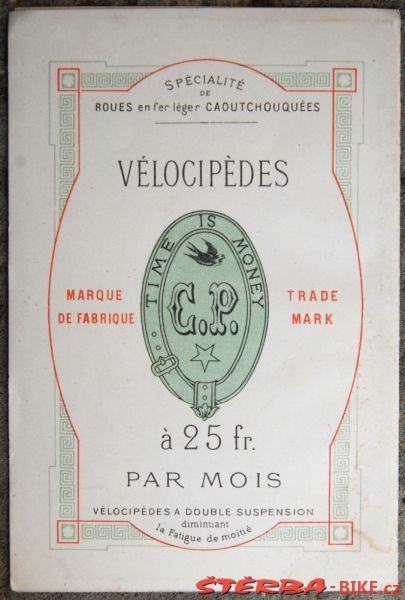 SPÉCIALITÉ
DE
ROUES en fer léger CAOUTCHOUQUÉES
VÉLOCIPÈDES
TIME IS MONEY
C.P.
MARQUE
DE FABRIQUE
TRADE
MARK
à 25 fr.
PAR MOIS
VÉLOCIPÈDES A DOUBLE SUSPENSION
diminuant
la Fatigue de moitié
ŠTĚRBA-BIKE.cz